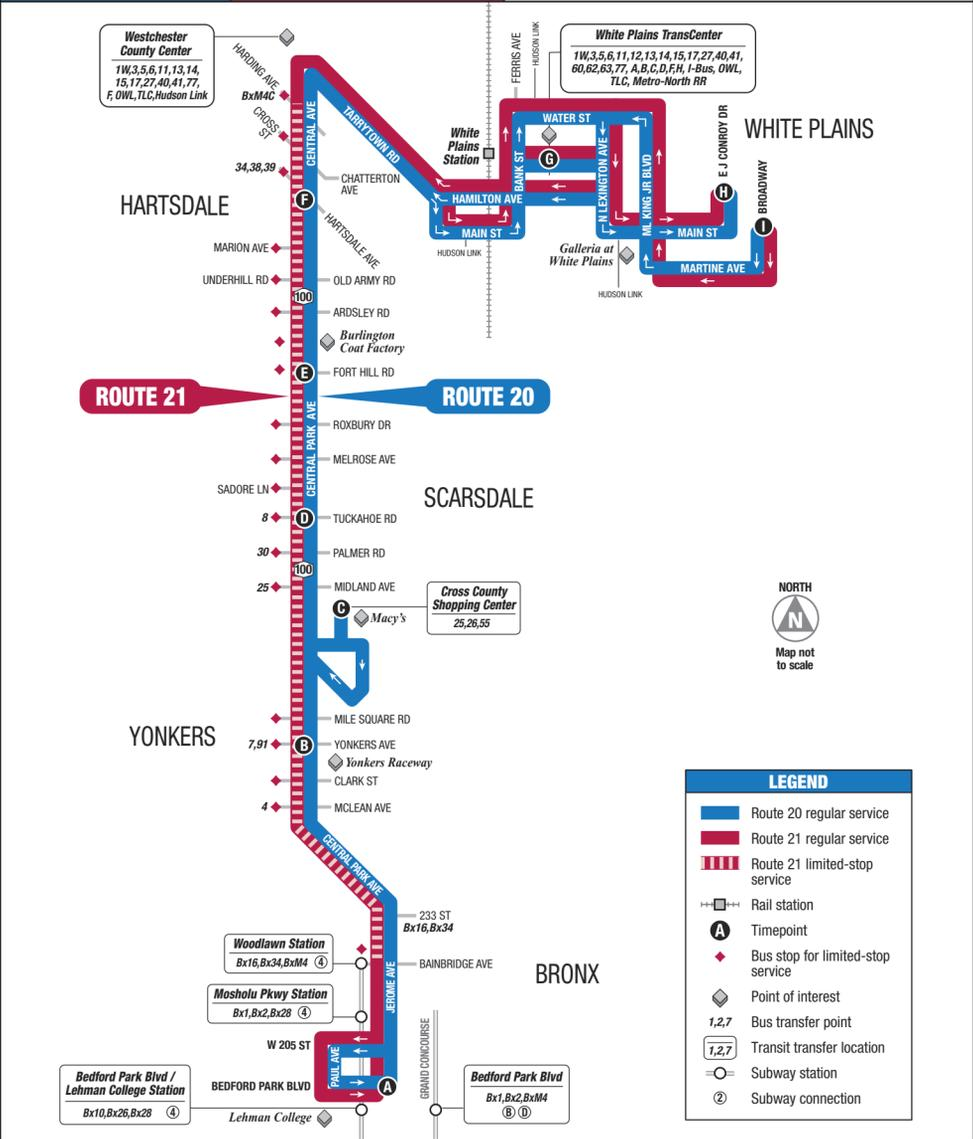 Westchester
County Center
1W,3,5,6,11,13,14,
15,17,27,40,41,77,
F, OWL,TLC,Hudson Link
White Plains TransCenter
1W,3,5,6,11,12,13,14,15,17,27,40,41,
60,62,63,77, A,B,C,D,F,H, I-Bus, OWL,
TLC, Metro-North RR
FERRIS AVE
HUDSON LINK
HARDING AVE
BxM4C
CROSS
ST
34,38,39
CENTRAL AVE
TARRYTOWN RD
CHATTERTON
AVE
White
Plains
Station
WATER ST
BANK ST
G
N LEXINGTON AVE
ML KING JR BLVD
E J CONROY DR
WHITE PLAINS
BROADWAY
H
I
HARTSDALE
F
HARTSDALE AVE
HAMILTON AVE
MAIN ST
HUDSON LINK
MAIN ST
Galleria at
White Plains
MARTINE AVE
HUDSON LINK
MARION AVE
UNDERHILL RD
OLD ARMY RD
100
ARDSLEY RD
Burlington
Coat Factory
E
FORT HILL RD
ROUTE 21
ROUTE 20
CENTRAL PARK AVE
ROXBURY DR
MELROSE AVE
SADORE LN
SCARSDALE
8
D
TUCKAHOE RD
30
PALMER RD
100
25
MIDLAND AVE
C
Macy's
Cross County
Shopping Center
25,26,55
NORTH
N
Map not
to scale
YONKERS
MILE SQUARE RD
7,91
B
YONKERS AVE
Yonkers Raceway
CLARK ST
4
MCLEAN AVE
CENTRAL PARK AVE
233 ST
Bx16,Bx34
Woodlawn Station
Bx16,Bx34,BxM4 4
BAINBRIDGE AVE
BRONX
Mosholu Pkwy Station
Bx1,Bx2,Bx28 4
JEROME AVE
W 205 ST
PAUL AVE
GRAND CONCOURSE
BEDFORD PARK BLVD
A
Bedford Park Blvd /
Lehman College Station
Bx10,Bx26,Bx28 4
Lehman College
Bedford Park Blvd
Bx1,Bx2,BxM4
B D
LEGEND
Route 20 regular service
Route 21 regular service
Route 21 limited-stop
service
Rail station
A Timepoint
Bus stop for limited-stop
service
Point of interest
1,2,7 Bus transfer point
1,2,7 Transit transfer location
Subway station
2 Subway connection